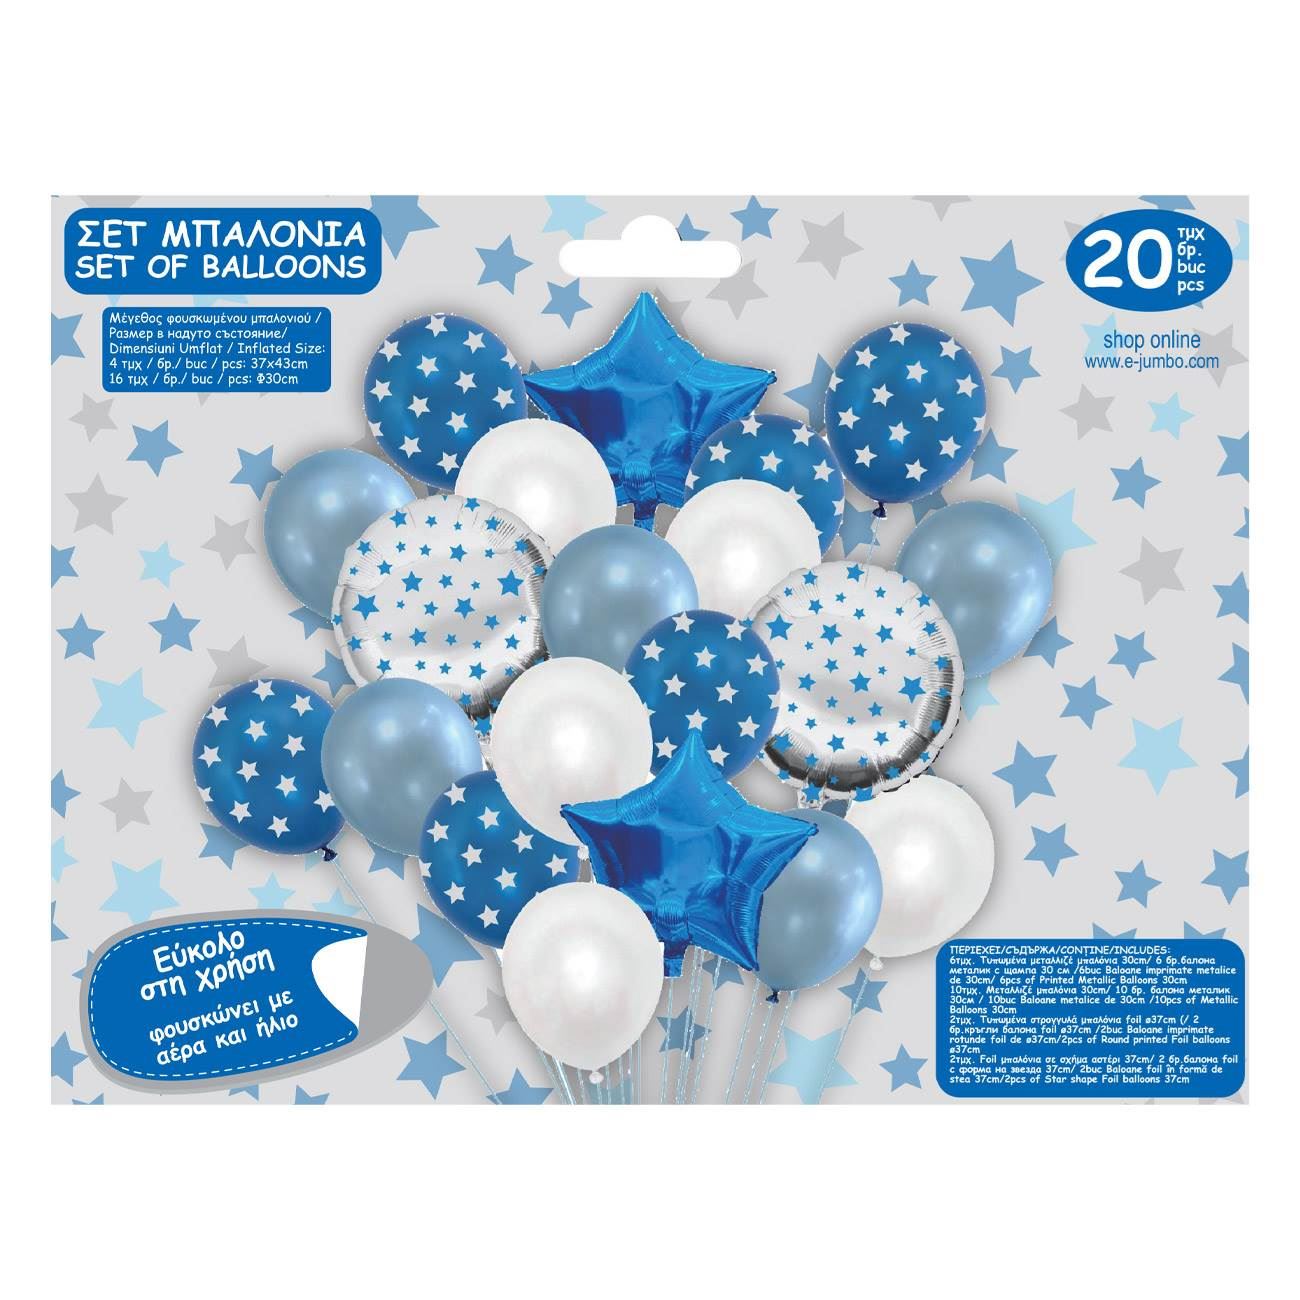 ΣΕΤ ΜΠΑΛΟΝΙΑ
SET OF BALLOONS
Μέγεθος φουσκωμένου μπαλονιού /
Размер в надуто състояние/
Dimensiuni Umflat / Inflated Size:
4 τμχ / бр./ buc / pcs: 37x43cm
16 τμχ / бр./ buc / pcs: Φ30cm
20
τμχ
бр.
buc
pcs
shop online
www.e-jumbo.com
Εύκολο
στη χρήση
φουσκώνει με
αέρα και ήλιο
ΠΕΡΙΕΧΕΙ/СЪДЪРЖА/CONȚINE/INCLUDES:
6τμχ. Τυπωμένα μεταλλιζέ μπαλόνια 30cm/ 6 бр.балона
металик с щампа 30 см /6buc Baloane imprimate metalice
de 30cm/ 6pcs of Printed Metallic Balloons 30cm
10τμχ. Μεταλλιζέ μπαλόνια 30cm/ 10 бр. балона металик
30см / 10buc Baloane metalice de 30cm /10pcs of Metallic
Balloons 30cm
2τμχ. Τυπωμένα στρογγυλά μπαλόνια foil ø37cm (/ 2
бр.кръгли балона foil ø37cm /2buc Baloane imprimate
rotunde foil de ø37cm/2pcs of Round printed Foil balloons
ø37cm
2τμχ. Foil μπαλόνια σε σχήμα αστέρι 37cm/ 2 бр.балона foil
с форма на звезда 37cm/ 2buc Baloane foil în formă de
stea 37cm/2pcs of Star shape Foil balloons 37cm